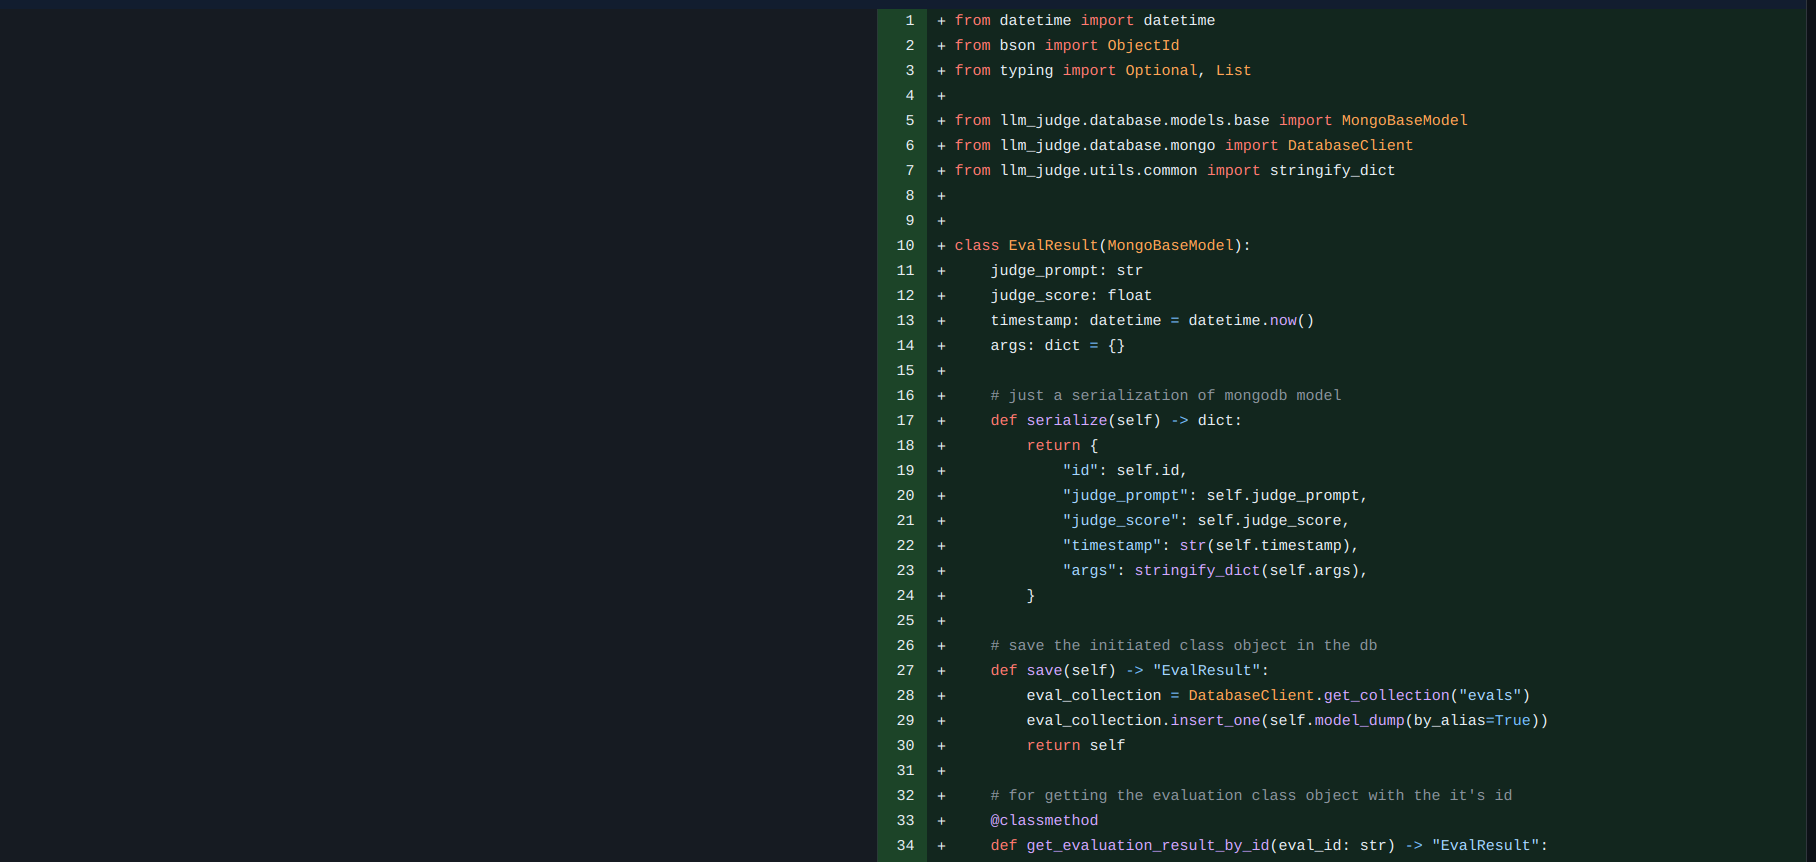 1 + from datetime import datetime
2 + from bson import ObjectId
3 + from typing import Optional, List
4 +
5 + from llm_judge.database.models.base import MongoBaseModel
6 + from llm_judge.database.mongo import DatabaseClient
7 + from llm_judge.utils.common import stringify_dict
8 +
9 +
10 + class EvalResult(MongoBaseModel):
11 +     judge_prompt: str
12 +     judge_score: float
13 +     timestamp: datetime = datetime.now()
14 +     args: dict = {}
15 +
16 +     # just a serialization of mongodb model
17 +     def serialize(self) -> dict:
18 +         return {
19 +             "id": self.id,
20 +             "judge_prompt": self.judge_prompt,
21 +             "judge_score": self.judge_score,
22 +             "timestamp": str(self.timestamp),
23 +             "args": stringify_dict(self.args),
24 +         }
25 +
26 +     # save the initiated class object in the db
27 +     def save(self) -> "EvalResult":
28 +         eval_collection = DatabaseClient.get_collection("evals")
29 +         eval_collection.insert_one(self.model_dump(by_alias=True))
30 +         return self
31 +
32 +     # for getting the evaluation class object with the it's id
33 +     @classmethod
34 +     def get_evaluation_result_by_id(eval_id: str) -> "EvalResult":